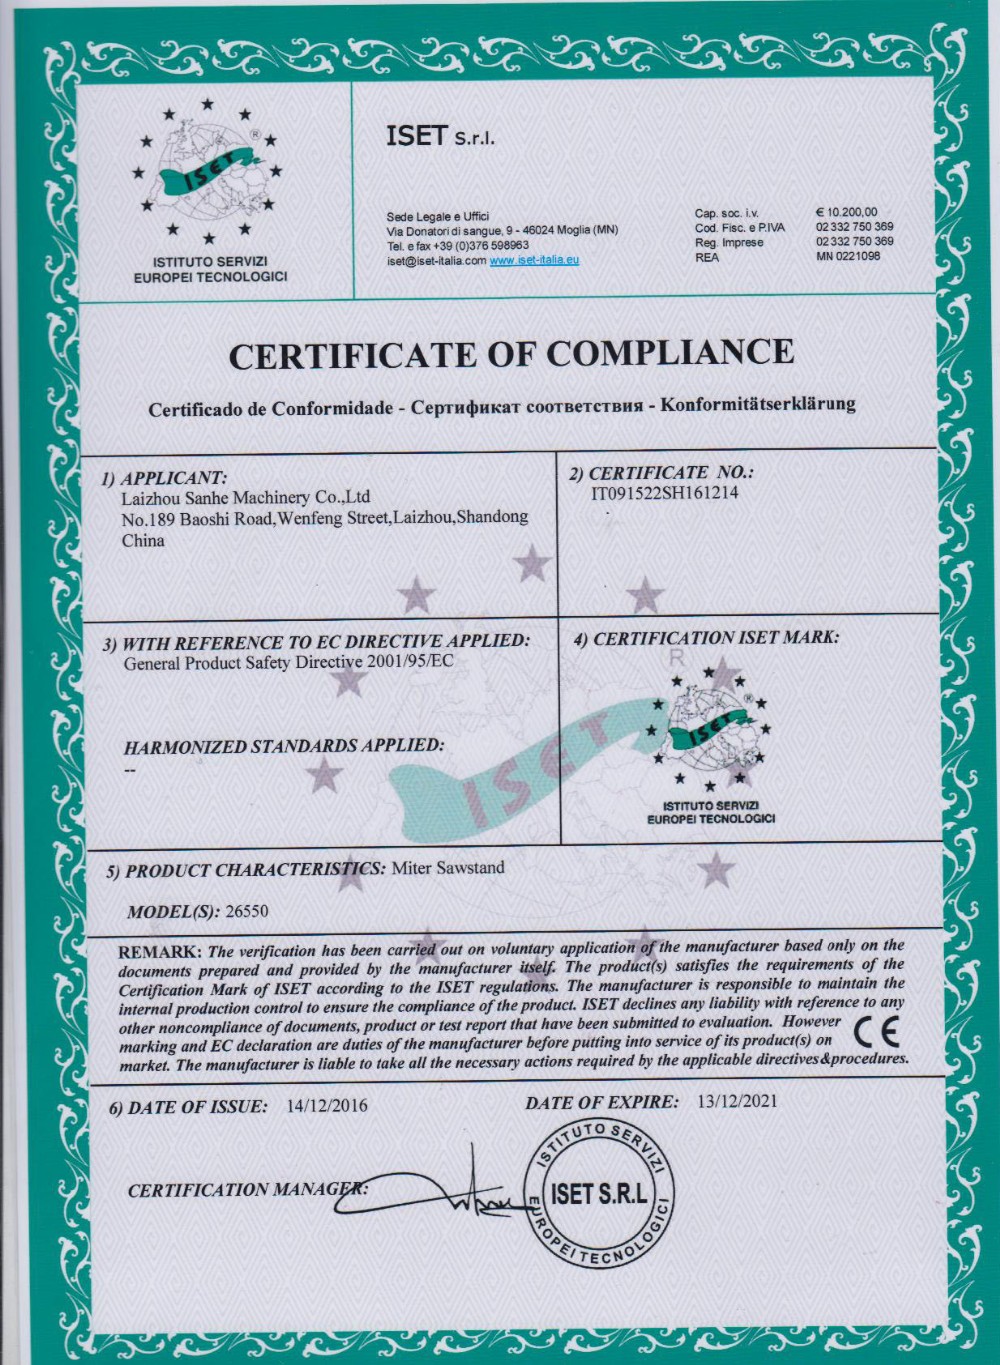 ISET
®
ISTITUTO SERVIZI
EUROPEI TECNOLOGICI
ISET s.r.l.
Sede Legale e Uffici
Via Donatori di sangue, 9 - 46024 Moglia (MN)
Tel. e fax +39 (0)376 598963
iset@iset-italia.com www.iset-italia.eu
Cap. soc. i.v. € 10.200,00
Cod. Fisc. e P.IVA 02 332 750 369
Reg. Imprese 02 332 750 369
REA MN 0221098
CERTIFICATE OF COMPLIANCE
Certificado de Conformidade - Сертификат соответствия - Konformitätserklärung
1) APPLICANT:
Laizhou Sanhe Machinery Co.,Ltd
No.189 Baoshi Road,Wenfeng Street,Laizhou,Shandong
China
2) CERTIFICATE NO.:
IT091522SH161214
3) WITH REFERENCE TO EC DIRECTIVE APPLIED:
General Product Safety Directive 2001/95/EC
HARMONIZED STANDARDS APPLIED:
--
4) CERTIFICATION ISET MARK:
R
ISET
®
ISTITUTO SERVIZI
EUROPEI TECNOLOGICI
ISET
5) PRODUCT CHARACTERISTICS: Miter Sawstand
MODEL(S): 26550
REMARK: The verification has been carried out on voluntary application of the manufacturer based only on the
documents prepared and provided by the manufacturer itself. The product(s) satisfies the requirements of the
Certification Mark of ISET according to the ISET regulations. The manufacturer is responsible to maintain the
internal production control to ensure the compliance of the product. ISET declines any liability with reference to any
other noncompliance of documents, product or test report that have been submitted to evaluation. However
marking and EC declaration are duties of the manufacturer before putting into service of its product(s) on
market. The manufacturer is liable to take all the necessary actions required by the applicable directives&procedures.
CE
6) DATE OF ISSUE: 14/12/2016
DATE OF EXPIRE: 13/12/2021
CERTIFICATION MANAGER:
ISTITUTO SERVIZI
ISET S.R.L
EUROPEI TECNOLOGICI